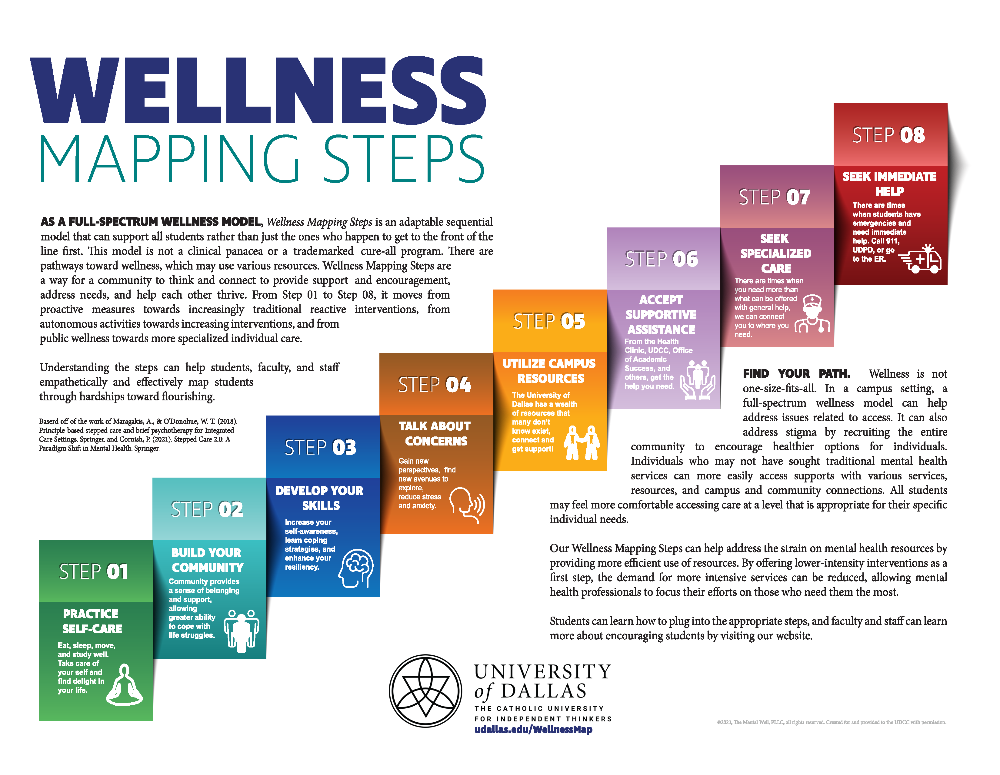 WELLNESS
MAPPING STEPS
AS A FULL-SPECTRUM WELLNESS MODEL, Wellness Mapping Steps is an adaptable sequential
model that can support all students rather than just the ones who happen to get to the front of the
line first. This model is not a clinical panacea or a trademarked cure-all program. There are
pathways toward wellness, which may use various resources. Wellness Mapping Steps are
a way for a community to think and connect to provide support and encouragement,
address needs, and help each other thrive. From Step 01 to Step 08, it moves from
proactive measures towards increasingly traditional reactive interventions, from
autonomous activities towards increasing interventions, and from
public wellness towards more specialized individual care.
Understanding the steps can help students, faculty, and staff
empathetically and effectively map students
through hardships toward flourishing.
Baserd off of the work of Maragakis, A., & O'Donohue, W. T. (2018).
Principle-based stepped care and brief psychotherapy for Integrated
Care Settings. Springer. and Cornish, P. (2021). Stepped Care 2.0: A
Paradigm Shift in Mental Health. Springer.
STEP 01
PRACTICE
SELF-CARE
Eat, sleep, move,
and study well.
Take care of
your self and
find delight in
your life.
STEP 02
BUILD YOUR
COMMUNITY
Community provides
a sense of belonging
and support,
allowing
greater ability
to cope with
life struggles.
STEP 03
DEVELOP YOUR
SKILLS
Increase your
self-awareness,
learn coping
strategies, and
enhance your
resiliency.
STEP 04
TALK ABOUT
CONCERNS
Gain new
perspectives, find
new avenues to
explore,
reduce stress
and anxiety.
STEP 05
UTILIZE CAMPUS
RESOURCES
The University of
Dallas has a wealth
of resources that
many don't
know exist,
connect and
get support!
STEP 06
ACCEPT
SUPPORTIVE
ASSISTANCE
From the Health
Clinic, UDCC, Office
of Academic
Success, and
others, get the
help you need.
STEP 07
SEEK
SPECIALIZED
CARE
There are times when
you need more than
what can be offered
with general help,
we can connect
you to where you
need.
STEP 08
SEEK IMMEDIATE
HELP
There are times
when students have
emergencies and
need immediate
help. Call 911,
UDPD, or go
to the ER.
FIND YOUR PATH. Wellness is not
one-size-fits-all. In a campus setting, a
full-spectrum wellness model can help
address issues related to access. It can also
address stigma by recruiting the entire
community to encourage healthier options for individuals.
Individuals who may not have sought traditional mental health
services can more easily access supports with various services,
resources, and campus and community connections. All students
may feel more comfortable accessing care at a level that is appropriate for their specific
individual needs.
Our Wellness Mapping Steps can help address the strain on mental health resources by
providing more efficient use of resources. By offering lower-intensity interventions as a
first step, the demand for more intensive services can be reduced, allowing mental
health professionals to focus their efforts on those who need them the most.
Students can learn how to plug into the appropriate steps, and faculty and staff can learn
more about encouraging students by visiting our website.
UNIVERSITY
of DALLAS
THE CATHOLIC UNIVERSITY
FOR INDEPENDENT THINKERS
udallas.edu/WellnessMap
©2023, The Mental Well, PLLC, all rights reserved. Created for and provided to the UDCC with permission.